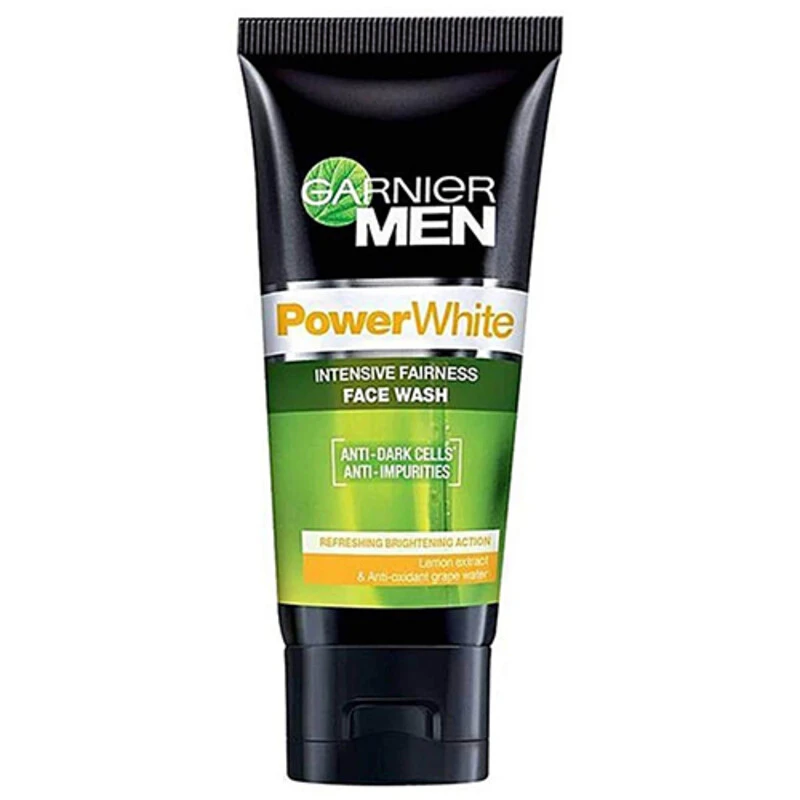 GARNIER
MEN
PowerWhite
INTENSIVE FAIRNESS
FACE WASH
ANTI-DARK CELLS*
ANTI-IMPURITIES
REFRESHING BRIGHTENING ACTION
Lemon extract
& Anti-oxidant grape water